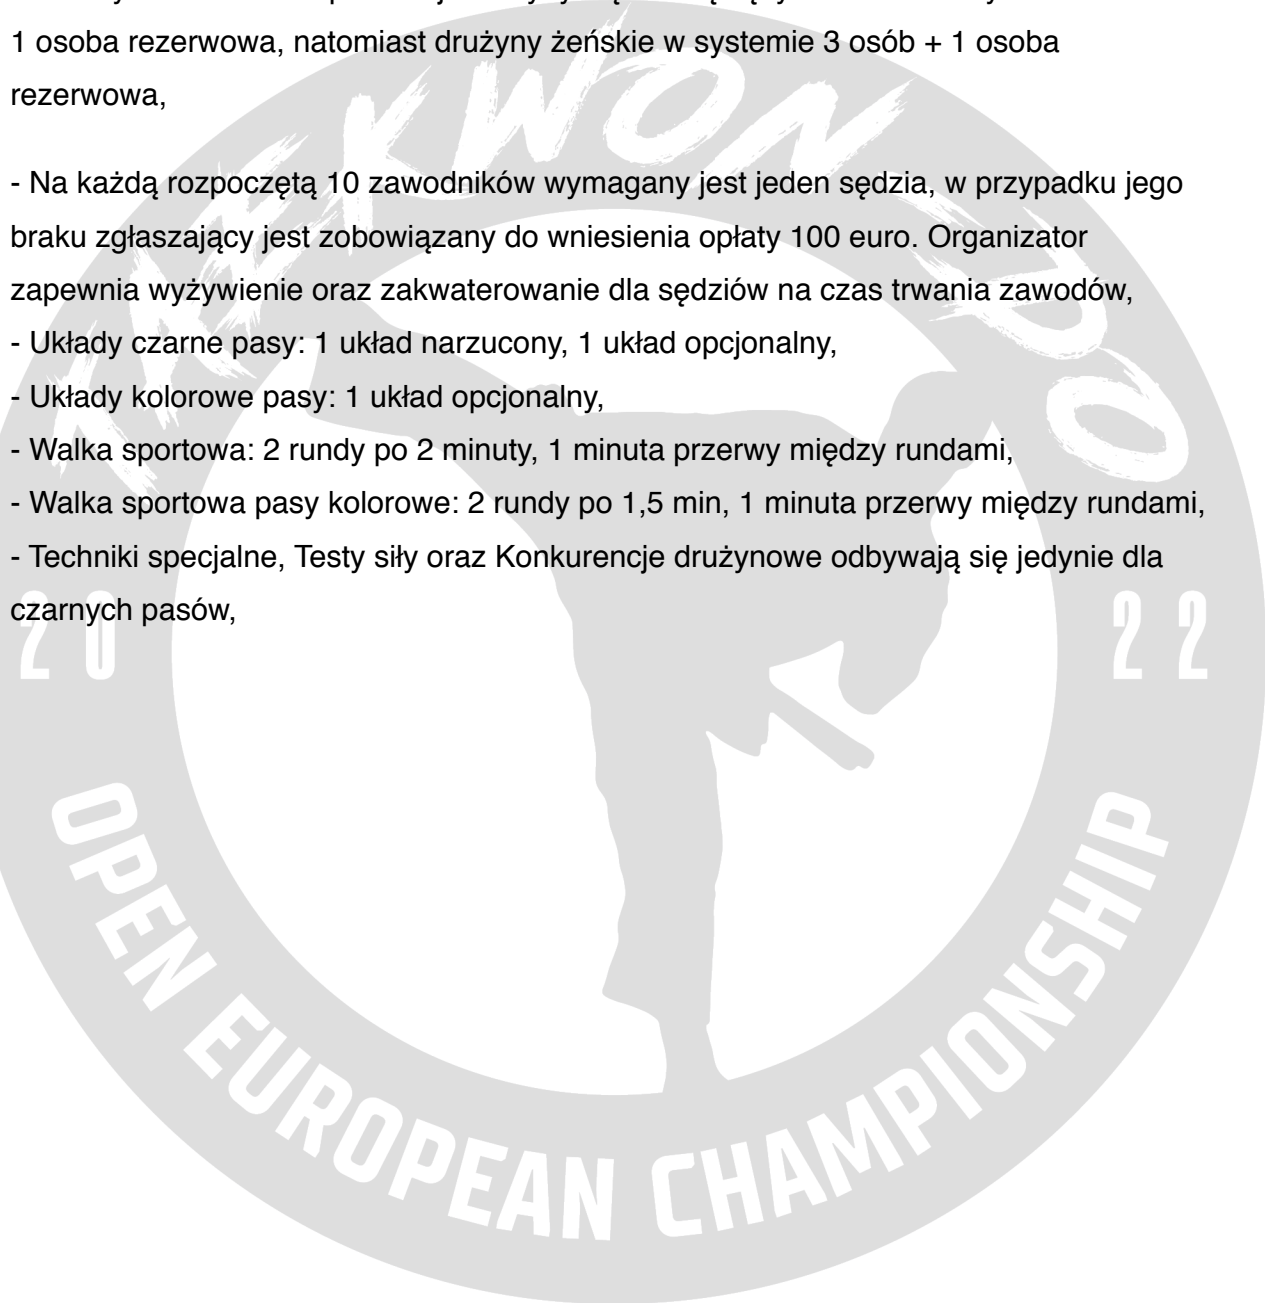 1 osoba rezerwowa, natomiast drużyny żeńskie w systemie 3 osób + 1 osoba
rezerwowa,
- Na każdą rozpoczętą 10 zawodników wymagany jest jeden sędzia, w przypadku jego
braku zgłaszający jest zobowiązany do wniesienia opłaty 100 euro. Organizator
zapewnia wyżywienie oraz zakwaterowanie dla sędziów na czas trwania zawodów,
- Układy czarne pasy: 1 układ narzucony, 1 układ opcjonalny,
- Układy kolorowe pasy: 1 układ opcjonalny,
- Walka sportowa: 2 rundy po 2 minuty, 1 minuta przerwy między rundami,
- Walka sportowa pasy kolorowe: 2 rundy po 1,5 min, 1 minuta przerwy między rundami,
- Techniki specjalne, Testy siły oraz Konkurencje drużynowe odbywają się jedynie dla
czarnych pasów,
TAEKWON DO
20 22
OPEN EUROPEAN CHAMPIONSHIP